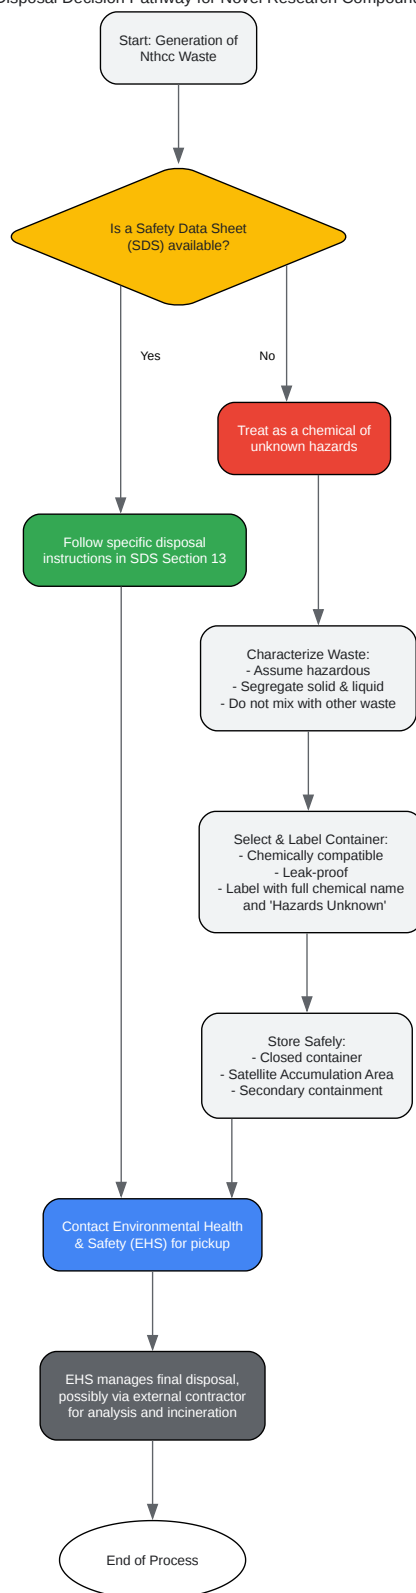 Disposal Decision Pathway for Novel Research Compound
Start: Generation of
Nthcc Waste
Is a Safety Data Sheet
(SDS) available?
Yes
No
Treat as a chemical of
unknown hazards
Follow specific disposal
instructions in SDS Section 13
Characterize Waste:
- Assume hazardous
- Segregate solid & liquid
- Do not mix with other waste
Select & Label Container:
- Chemically compatible
- Leak-proof
- Label with full chemical name
and 'Hazards Unknown'
Store Safely:
- Closed container
- Satellite Accumulation Area
- Secondary containment
Contact Environmental Health
& Safety (EHS) for pickup
EHS manages final disposal,
possibly via external contractor
for analysis and incineration
End of Process